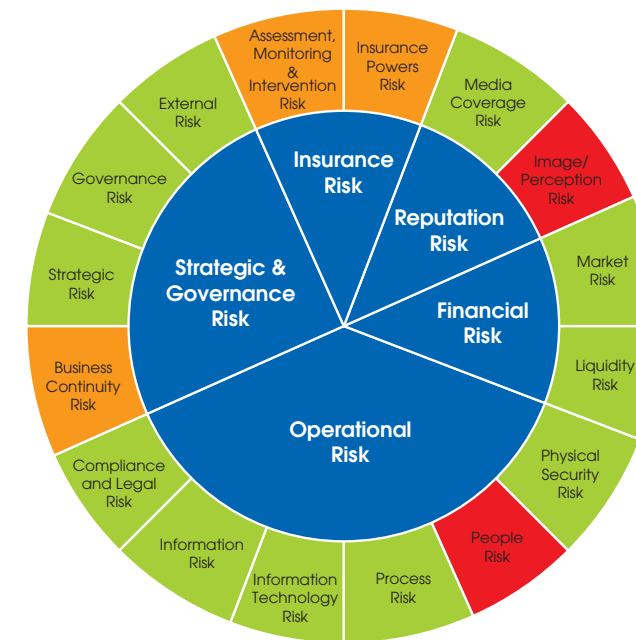 Insurance
Risk
Reputation
Risk
Financial
Risk
Operational
Risk
Strategic &
Governance
Risk
Assessment,
Monitoring
&
Intervention
Risk
Insurance
Powers
Risk
Media
Coverage
Risk
Image/
Perception
Risk
Market
Risk
Liquidity
Risk
Physical
Security
Risk
People
Risk
Process
Risk
Information
Technology
Risk
Information
Risk
Compliance
and Legal
Risk
Business
Continuity
Risk
Strategic
Risk
Governance
Risk
External
Risk